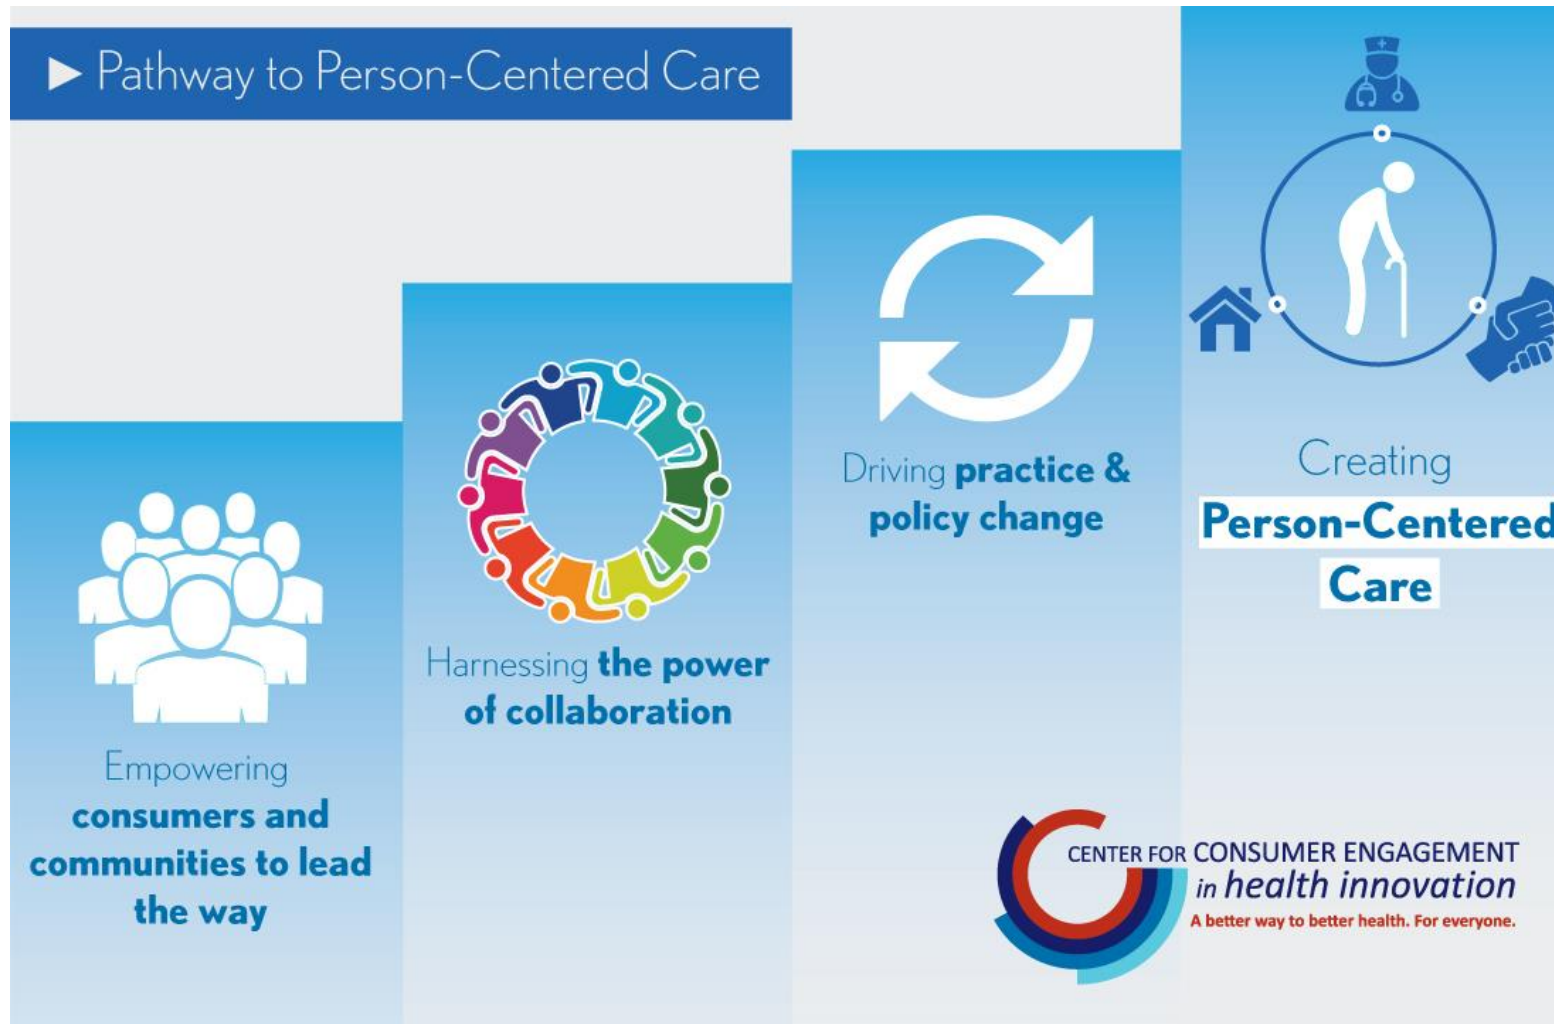 ► Pathway to Person-Centered Care
Empowering
consumers and
communities to lead
the way
Harnessing the power
of collaboration
Driving practice &
policy change
Creating
Person-Centered
Care
CENTER FOR CONSUMER ENGAGEMENT
in health innovation
A better way to better health. For everyone.